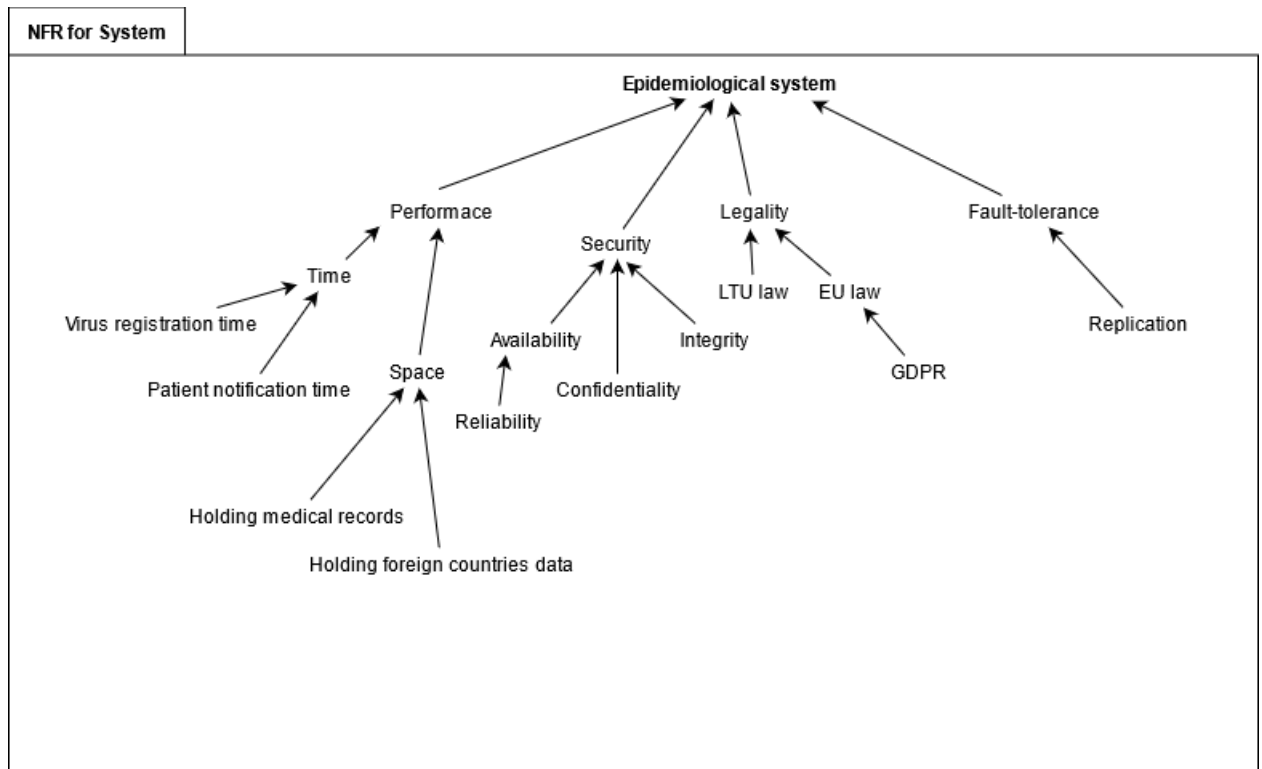 NFR for System
Epidemiological system
Performace
Legality
Fault-tolerance
Security
Time
LTU law
EU law
Virus registration time
Replication
Availability
Integrity
Space
GDPR
Patient notification time
Confidentiality
Reliability
Holding medical records
Holding foreign countries data